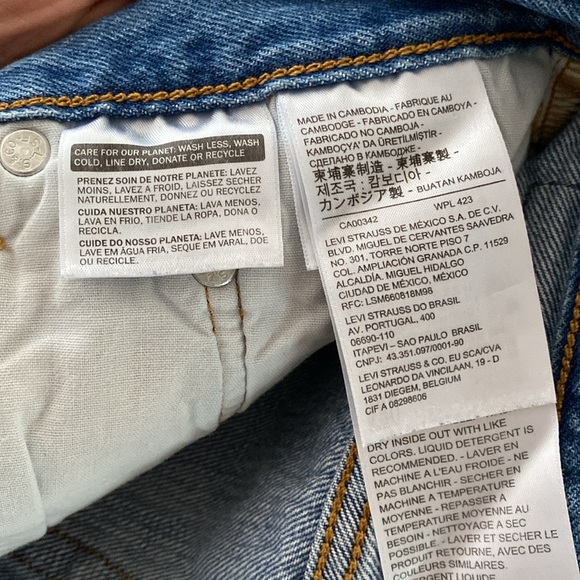 CARE FOR OUR PLANET: WASH LESS, WASH
COLD, LINE DRY, DONATE OR RECYCLE
PRENEZ SOIN DE NOTRE PLANETE: LAVEZ
MOINS, LAVEZ A FROID, LAISSEZ SECHER
NATURELLEMENT, DONNEZ OU RECYCLEZ
CUIDA NUESTRO PLANETA: LAVA MENOS,
LAVA EN FRIO, TIENDE LA ROPA, DONA O
RECICLA.
CUIDE DO NOSSO PLANETA: LAVE MENOS,
LAVE EM ÁGUA FRIA, SEQUE EM VARAL, DOE
OU RECICLE.
MADE IN CAMBODIA - FABRIQUE AU
CAMBODGE - FABRICADO EN CAMBOYA -
FABRICADO NO CAMBOJA -
KAMBOÇYA' DA ÜRETİLMİŞTİR -
СДЕЛАНО В КАМБОДЖЕ -
柬埔寨制造 - 柬埔寨製 -
제조국: 캄보디아 -
カンボジア製 - BUATAN KAMBOJA
CA00342 WPL 423
LEVI STRAUSS DE MÉXICO S.A. DE C.V.
BLVD. MIGUEL DE CERVANTES SAAVEDRA
NO. 301, TORRE NORTE PISO 7
COL. AMPLIACIÓN GRANADA C.P. 11529
ALCALDÍA. MIGUEL HIDALGO
CIUDAD DE MÉXICO, MÉXICO
RFC: LSM660818M98
LEVI STRAUSS DO BRASIL
AV. PORTUGAL, 400
06690-110
ITAPEVI – SAO PAULO BRASIL
CNPJ: 43.351.097/0001-90
LEVI STRAUSS & CO. EU SCA/CVA
LEONARDO DA VINCILAAN, 19 - D
1831 DIEGEM, BELGIUM
CIF A 08298606
DRY INSIDE OUT WITH LIKE
COLORS. LIQUID DETERGENT IS
RECOMMENDED. - LAVER EN
MACHINE A L'EAU FROIDE - NE
PAS BLANCHIR - SECHER EN
MACHINE A TEMPERATURE
MOYENNE - REPASSER A
TEMPERATURE MOYENNE AU
BESOIN - NETTOYAGE A SEC
POSSIBLE. - LAVER ET SECHER LE
PRODUIT RETOURNE, AVEC DES
COULEURS SIMILAIRES.